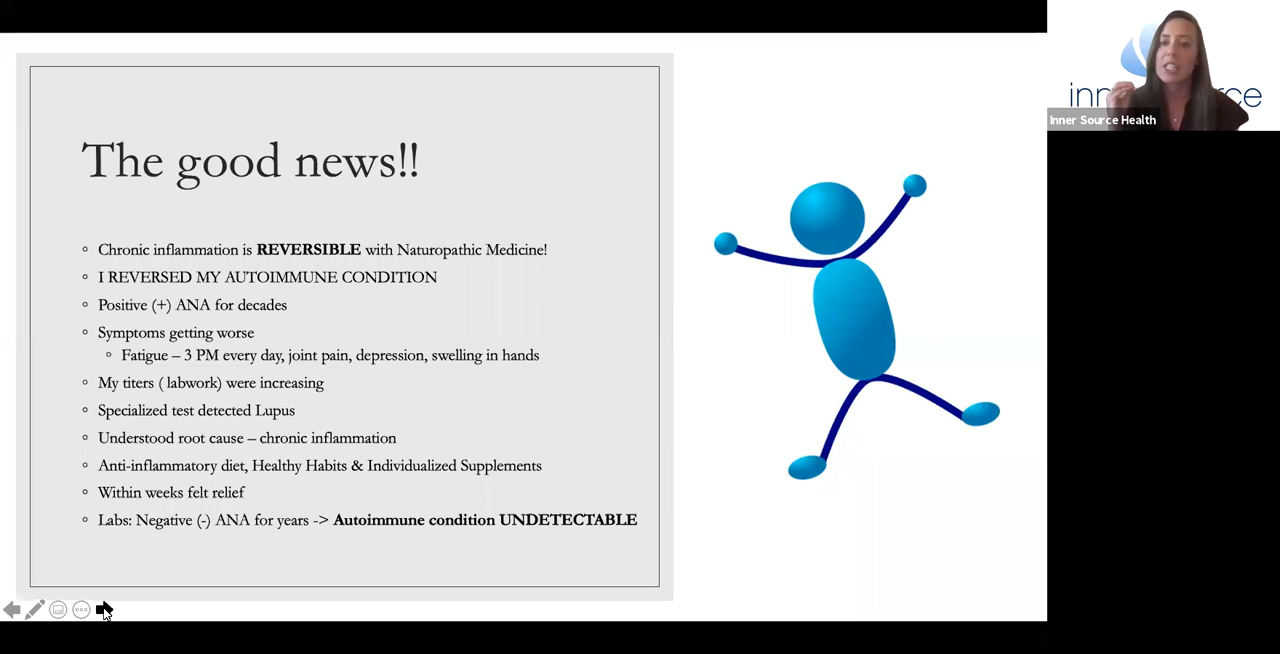 The good news!!
Chronic inflammation is REVERSIBLE with Naturopathic Medicine!
I REVERSED MY AUTOIMMUNE CONDITION
Positive (+) ANA for decades
Symptoms getting worse
Fatigue – 3 PM every day, joint pain, depression, swelling in hands
My titers ( labwork) were increasing
Specialized test detected Lupus
Understood root cause – chronic inflammation
Anti-inflammatory diet, Healthy Habits & Individualized Supplements
Within weeks felt relief
Labs: Negative (-) ANA for years -> Autoimmune condition UNDETECTABLE
Inner Source Health